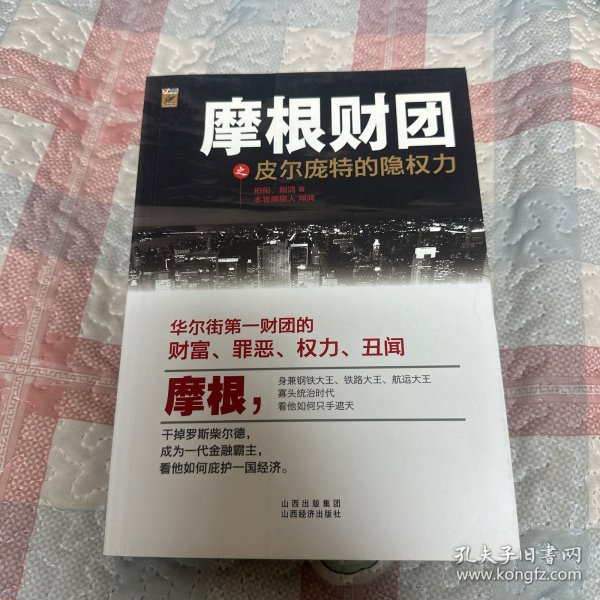 摩根财团
之 皮尔庞特的隐权力
柏阳、翔鸿 著
本卷撰稿人 翔鸿
华尔街第一财团的
财富、罪恶、权力、丑闻
摩根，
身兼钢铁大王、铁路大王、航运大王
寡头统治时代
看他如何只手遮天
干掉罗斯柴尔德，
成为一代金融霸主，
看他如何庇护一国经济。
山西出版集团
山西经济出版社
孔夫子旧书网
www.kongfz.com